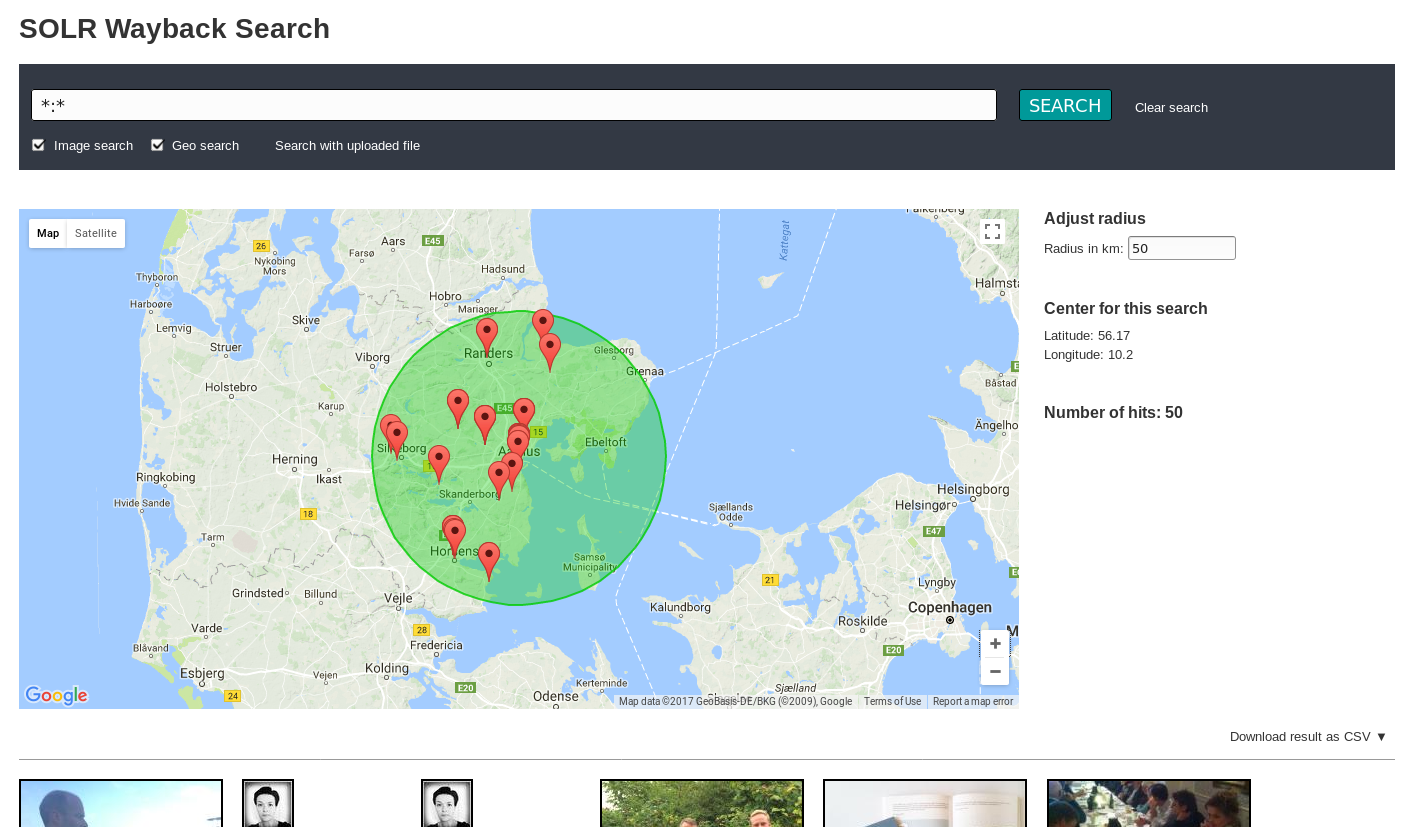 SOLR Wayback Search
*:*
SEARCH
Clear search
Image search
Geo search
Search with uploaded file
Map
Satellite
Adjust radius
Radius in km: 50
Center for this search
Latitude: 56.17
Longitude: 10.2
Number of hits: 50
Falkenberg
Kattegat
Aars
E45
26
Nykobing
Mors
Farsø
Hadsund
Thyboron
Harboøre
Hobro
Mariager
Halmsta
Lemvig
Skive
Struer
Viborg
Randers
Glesborg
Grenaa
Båstad
Holstebro
Karup
E45
15
Ängelho
Silkeborg
Aarhus
Ebeltoft
Herning
Ikast
Ringkobing
Skanderborg
Hvide Sande
18
Sjællands
Odde
Helsingborg
Helsingør
E47
Tarm
Horsens
Samsø
Municipality
21
Lyngby
Grindsted
Billund
Vejle
Kalundborg
Copenhagen
Roskilde
M
Varde
28
Fredericia
Blåvand
E20
Esbjerg
Vejen
Kolding
Kerteminde
24
E20
Odense
Sjælland
Google
Map data ©2017 GeoBasis-DE/BKG (©2009), Google
Terms of Use
Report a map error
Download result as CSV ▼